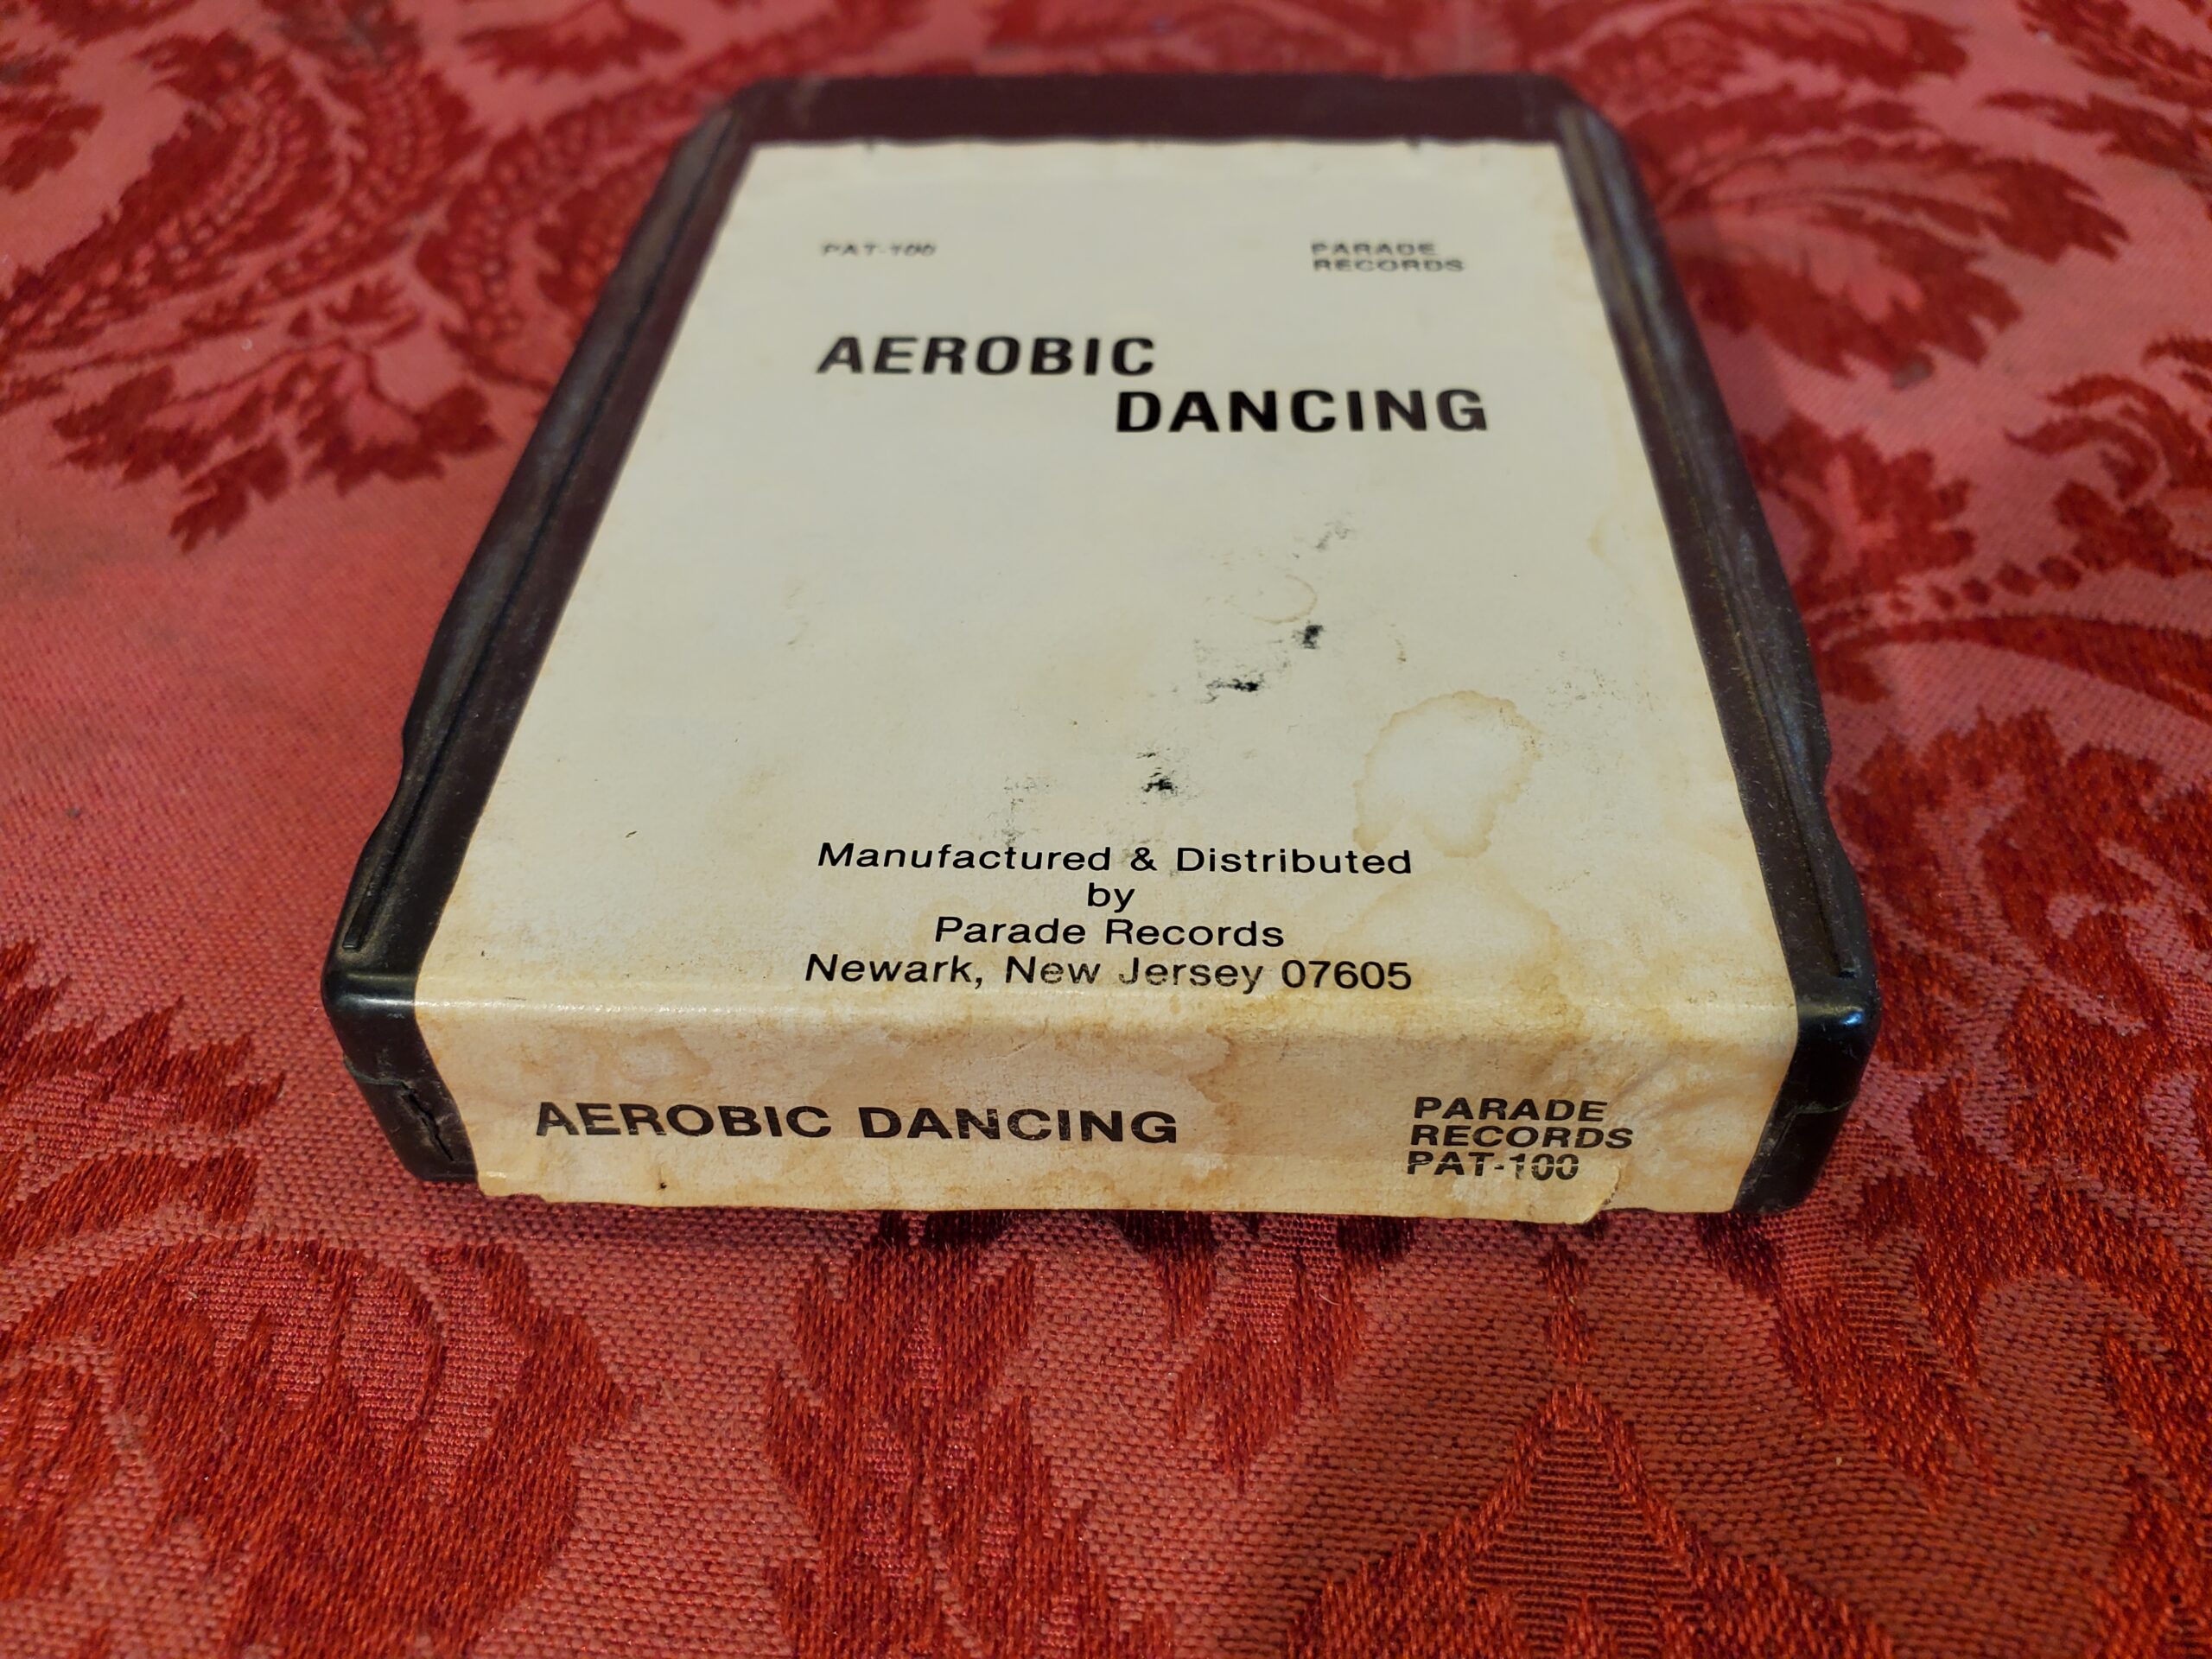 PAT-100
PARADE
RECORDS
AEROBIC
DANCING
Manufactured & Distributed
by
Parade Records
Newark, New Jersey 07605
AEROBIC DANCING
PARADE
RECORDS
PAT-100